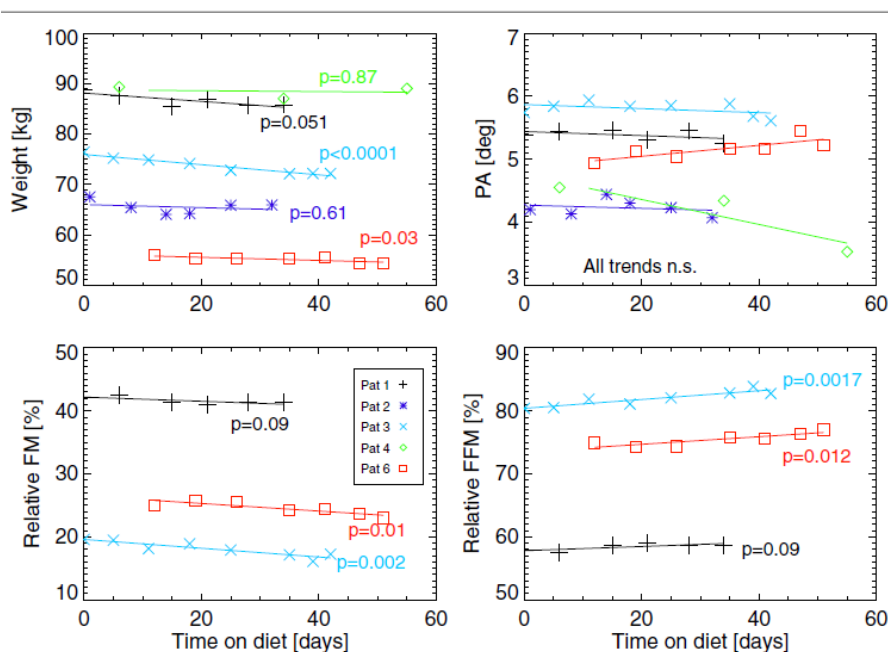 100
90
80
70
60
50
Weight [kg]
p=0.87
p=0.051
p<0.0001
p=0.61
p=0.03
0 20 40 60
7
6
5
4
3
PA [deg]
All trends n.s.
0 20 40 60
50
40
30
20
10
Relative FM [%]
Pat 1
Pat 2
Pat 3
Pat 4
Pat 6
p=0.09
p=0.01
p=0.002
0 20 40 60
Time on diet [days]
90
80
70
60
50
Relative FFM [%]
p=0.0017
p=0.012
p=0.09
0 20 40 60
Time on diet [days]